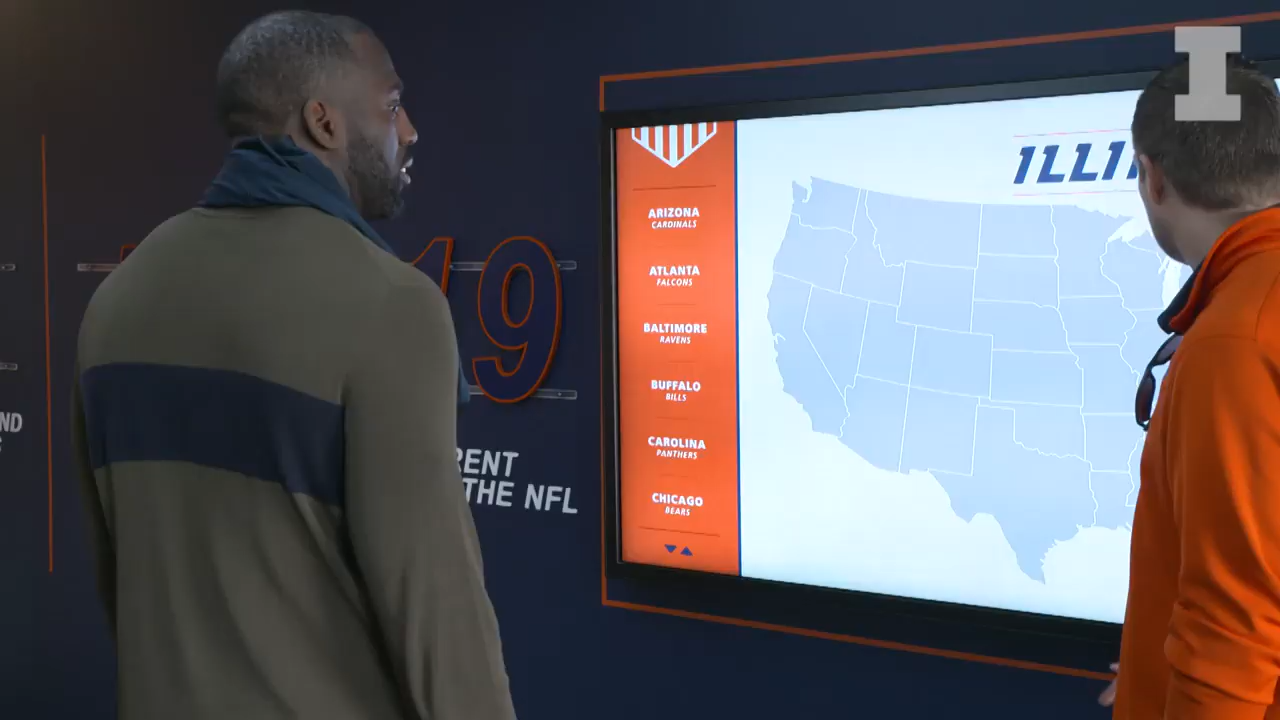 I
ILLI
ARIZONA
CARDINALS
ATLANTA
FALCONS
BALTIMORE
RAVENS
BUFFALO
BILLS
CAROLINA
PANTHERS
CHICAGO
BEARS
19
RENT
THE NFL
ND